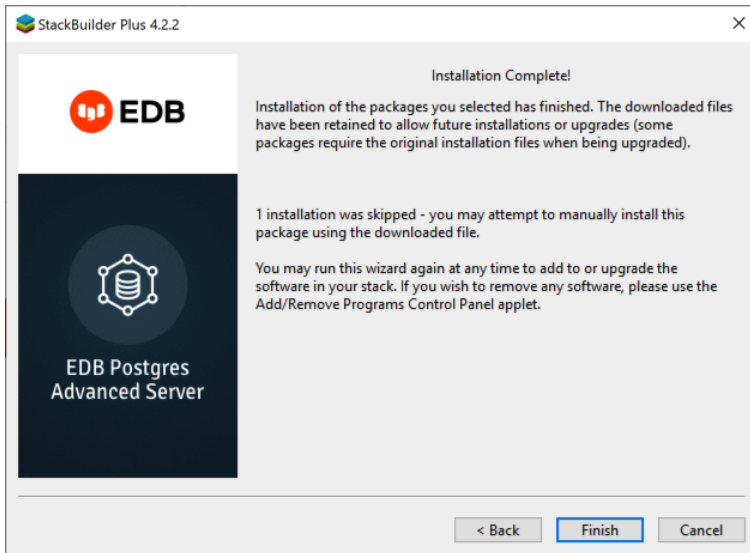 StackBuilder Plus 4.2.2
EDB
EDB Postgres
Advanced Server
Installation Complete!
Installation of the packages you selected has finished. The downloaded files
have been retained to allow future installations or upgrades (some
packages require the original installation files when being upgraded).
1 installation was skipped - you may attempt to manually install this
package using the downloaded file.
You may run this wizard again at any time to add to or upgrade the
software in your stack. If you wish to remove any software, please use the
Add/Remove Programs Control Panel applet.
< Back
Finish
Cancel